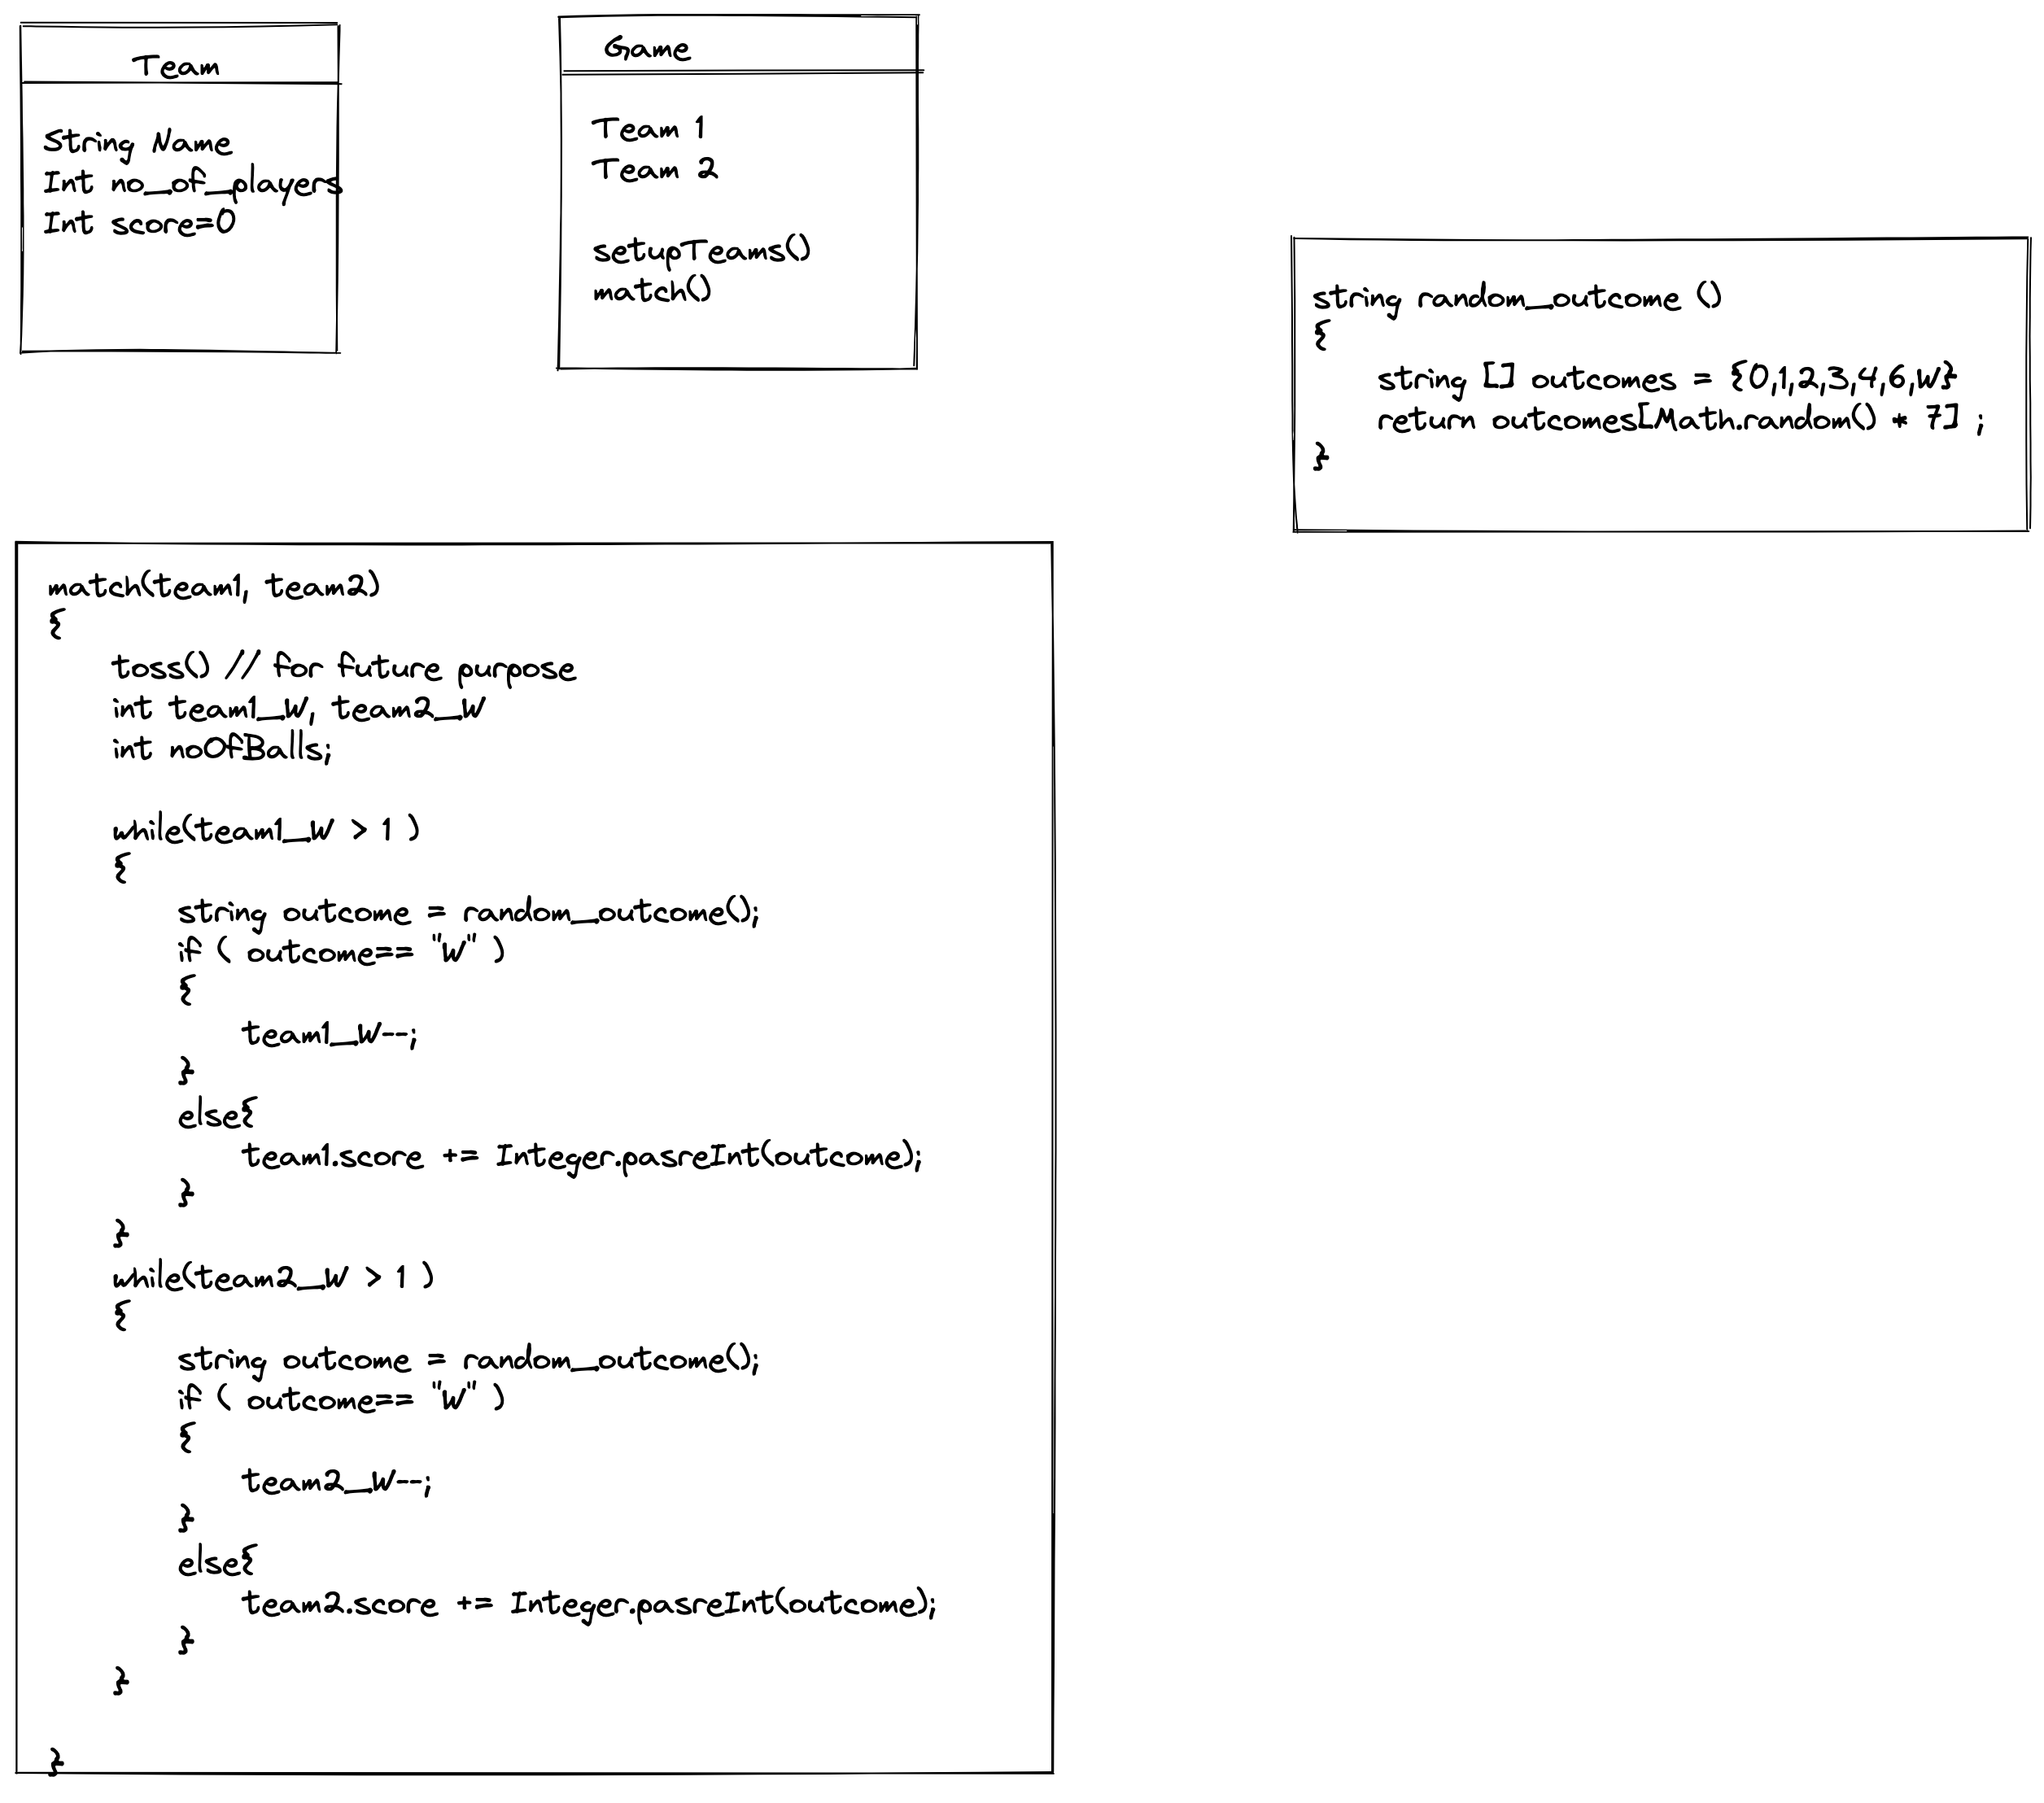 Team
String Name
Int no_of_players
Int score=0
Game
Team 1
Team 2
setupTeams()
match()
string random_outcome ()
{
string [] outcomes = {0,1,2,3,4,6,W}
return outcomes[Math.random() * 7] ;
}
match(team1, team2)
{
toss() // for future purpose
int team1_W, team2_W
int noOfBalls;
while(team1_W > 1 )
{
string outcome = random_outcome();
if ( outcome== "W" )
{
team1_W--;
}
else{
team1.score += Integer.pasreInt(outcome);
}
}
while(team2_W > 1 )
{
string outcome = random_outcome();
if ( outcome== "W" )
{
team2_W--;
}
else{
team2.score += Integer.pasreInt(outcome);
}
}
}